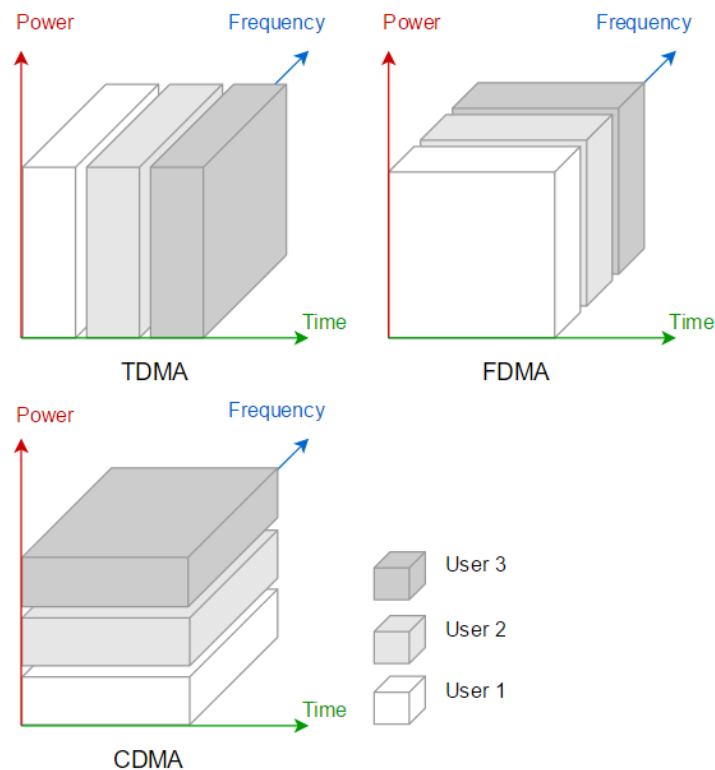 Power
Frequency
Time
TDMA
Power
Frequency
Time
FDMA
Power
Frequency
Time
CDMA
User 3
User 2
User 1